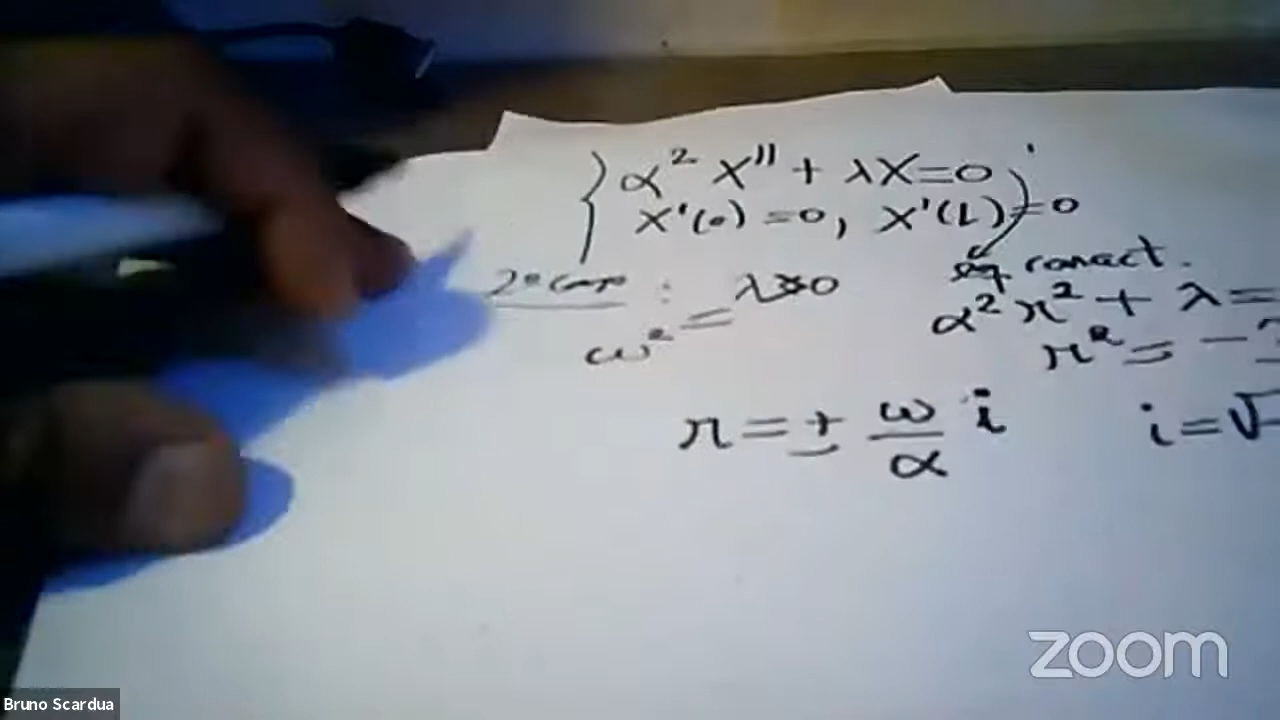 α² X'' + λX = 0
X'(0) = 0, X'(L) = 0
2º caso : λ > 0
ω² =
eq. caract.
α² r² + λ =
r² = -
r = ± ω/α i
i = √-
zoom
Bruno Scardua